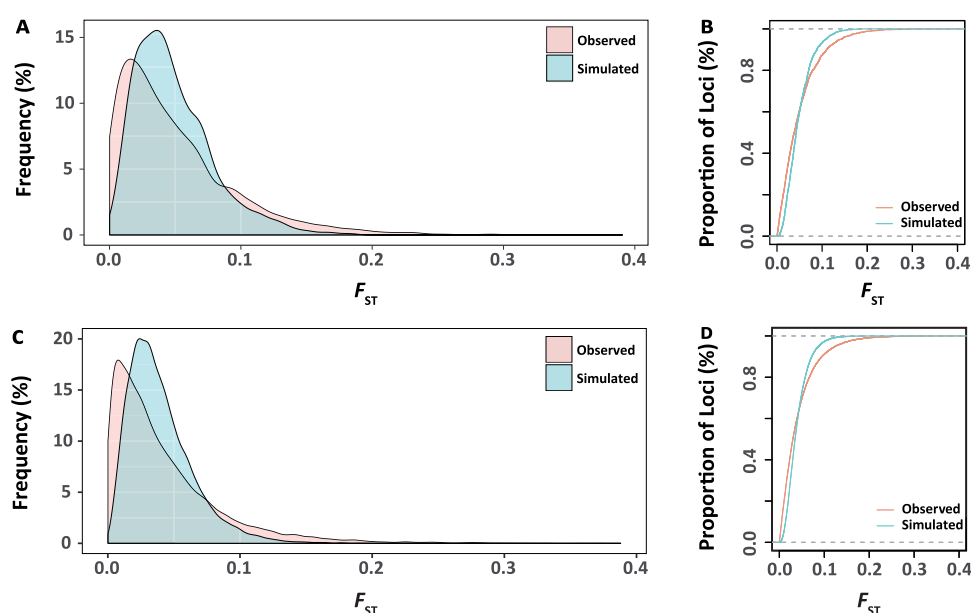 A
Frequency (%)
15
10
5
0
0.0
0.1
0.2
0.3
0.4
FST
Observed
Simulated
B
Proportion of Loci (%)
0.8
0.4
0.0
0.0
0.1
0.2
0.3
0.4
FST
Observed
Simulated
C
Frequency (%)
20
15
10
5
0
0.0
0.1
0.2
0.3
0.4
FST
Observed
Simulated
D
Proportion of Loci (%)
0.8
0.4
0.0
0.0
0.1
0.2
0.3
0.4
FST
Observed
Simulated